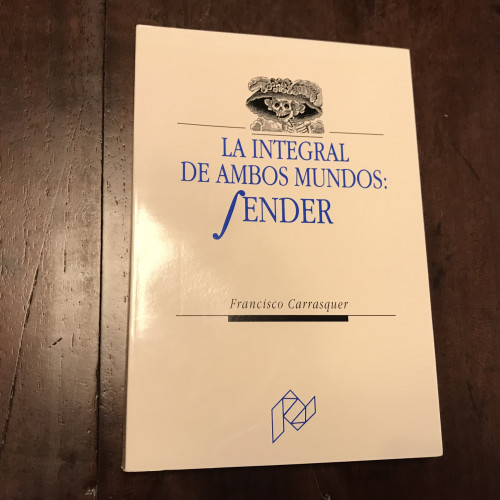 LA INTEGRAL
DE AMBOS MUNDOS:
∫ENDER
Francisco Carrasquer